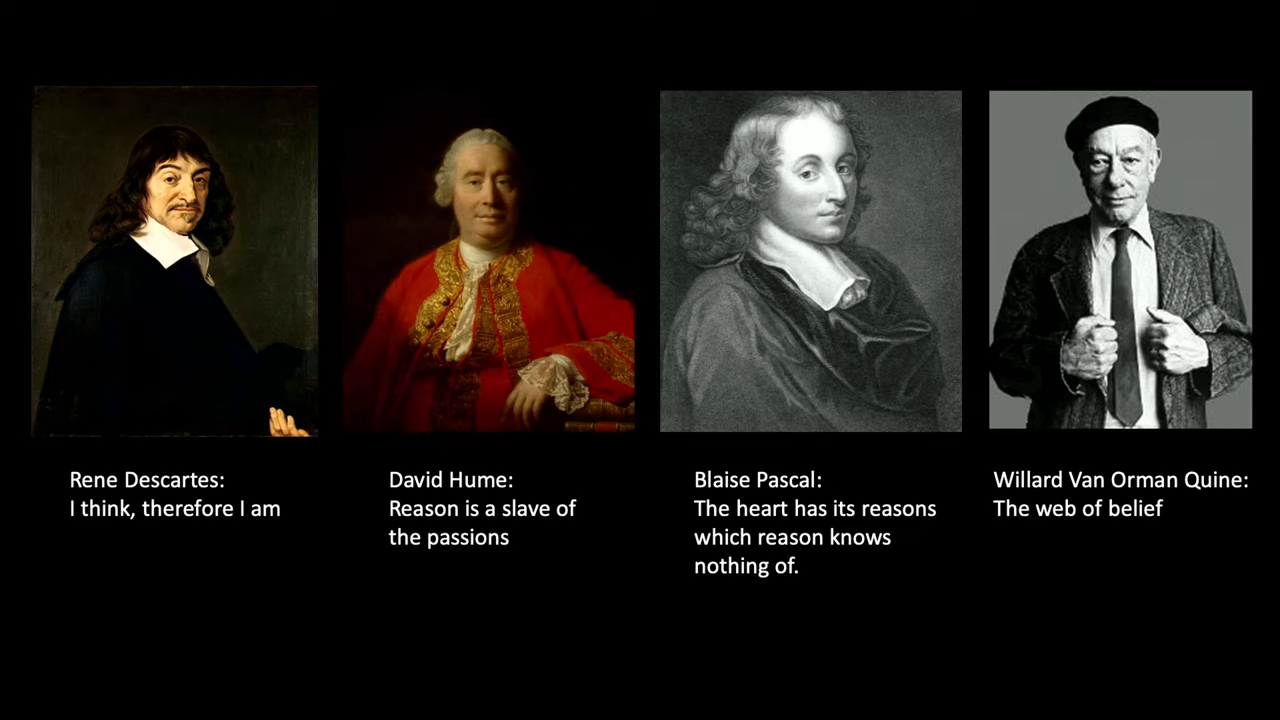 Rene Descartes:
I think, therefore I am
David Hume:
Reason is a slave of
the passions
Blaise Pascal:
The heart has its reasons
which reason knows
nothing of.
Willard Van Orman Quine:
The web of belief